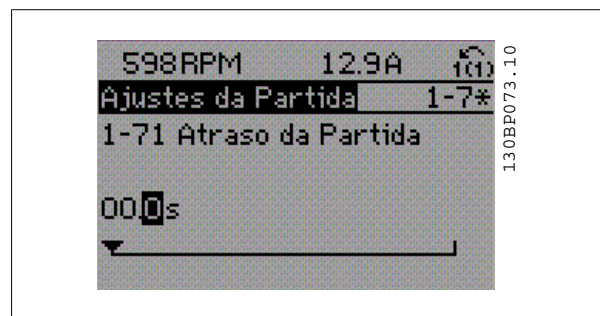 598RPM 12.9A 1(1)
Ajustes da Partida 1-7*
1-71 Atraso da Partida
00.0s
130BP073.10